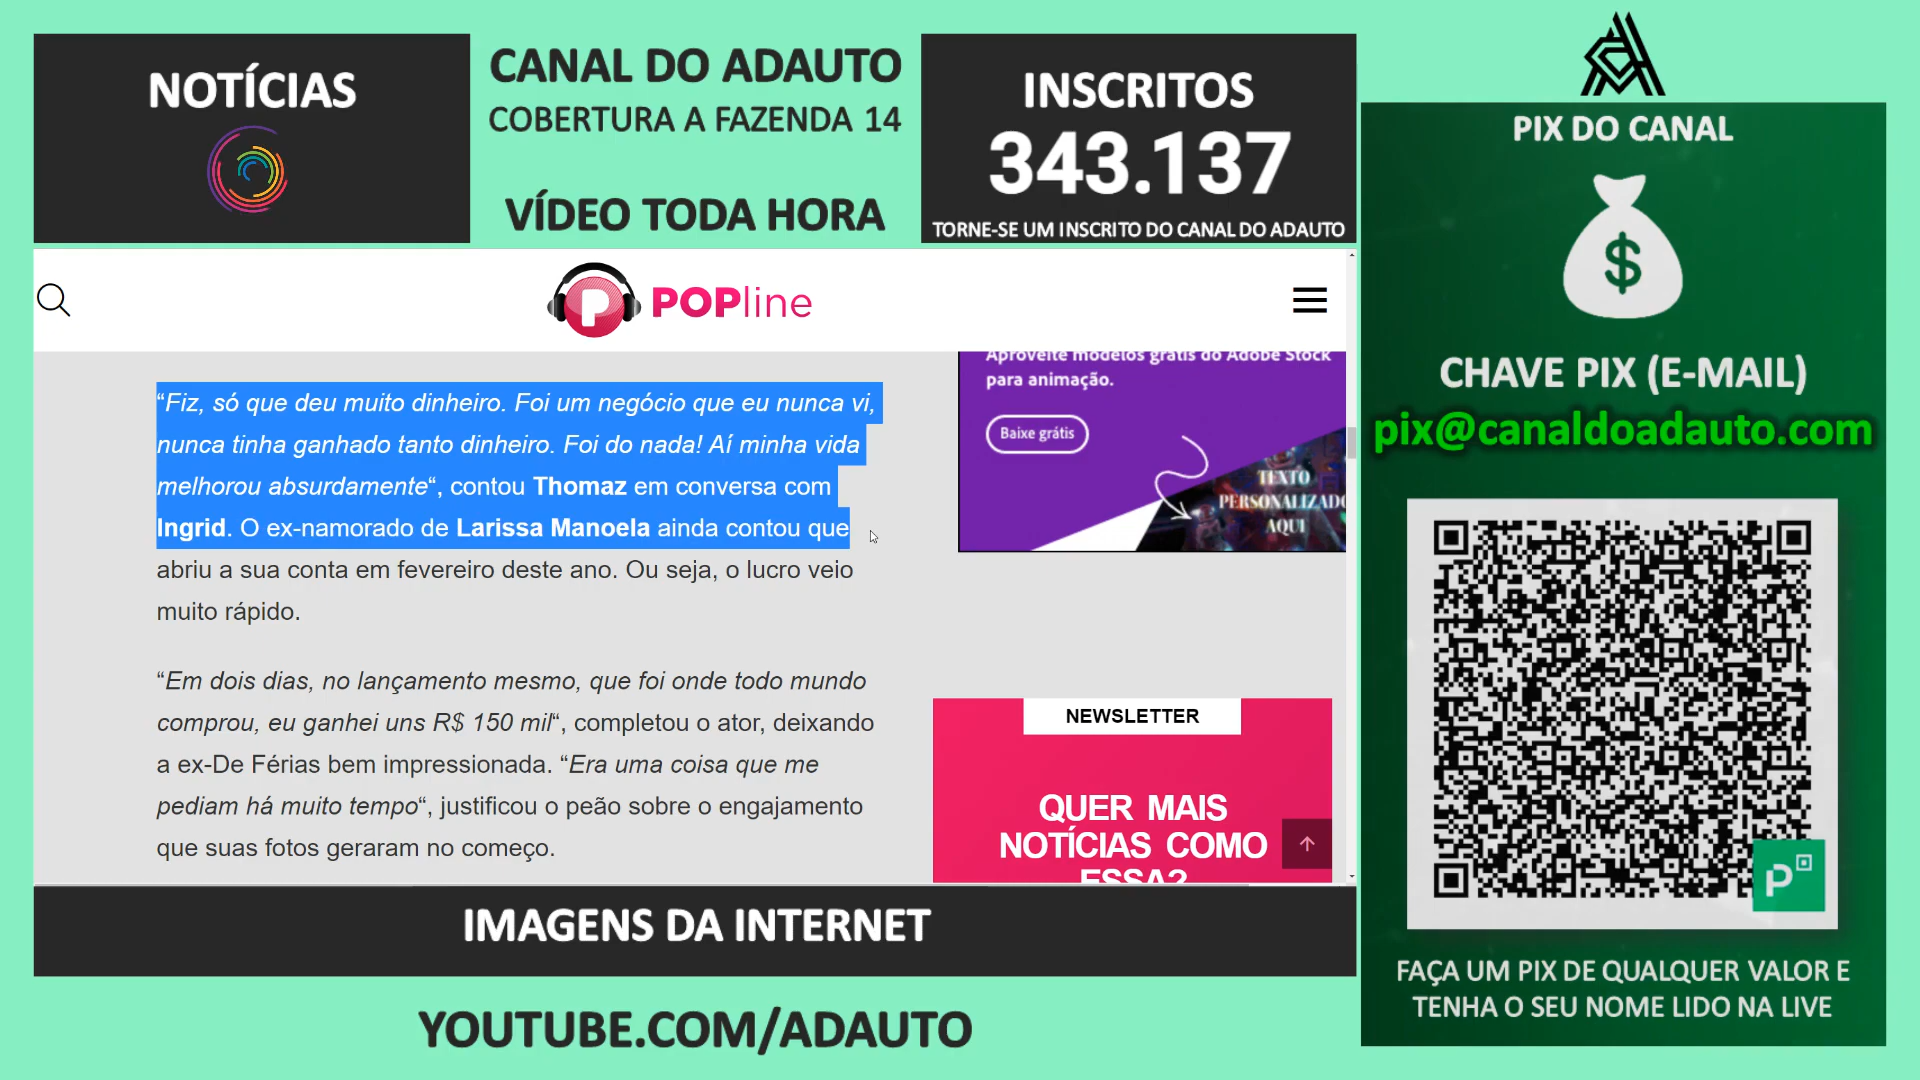 NOTÍCIAS
CANAL DO ADAUTO
COBERTURA A FAZENDA 14
VÍDEO TODA HORA
INSCRITOS
343.137
TORNE-SE UM INSCRITO DO CANAL DO ADAUTO
PIX DO CANAL
$
CHAVE PIX (E-MAIL)
pix@canaldoadauto.com
P
FAÇA UM PIX DE QUALQUER VALOR E
TENHA O SEU NOME LIDO NA LIVE
P POPline
“Fiz, só que deu muito dinheiro. Foi um negócio que eu nunca vi,
nunca tinha ganhado tanto dinheiro. Foi do nada! Aí minha vida
melhorou absurdamente“, contou Thomaz em conversa com
Ingrid. O ex-namorado de Larissa Manoela ainda contou que
abriu a sua conta em fevereiro deste ano. Ou seja, o lucro veio
muito rápido.
“Em dois dias, no lançamento mesmo, que foi onde todo mundo
comprou, eu ganhei uns R$ 150 mil“, completou o ator, deixando
a ex-De Férias bem impressionada. “Era uma coisa que me
pediam há muito tempo“, justificou o peão sobre o engajamento
que suas fotos geraram no começo.
Aproveite modelos grátis do Adobe Stock
para animação.
Baixe grátis
TEXTO
PERSONALIZADO
AQUI
NEWSLETTER
QUER MAIS
NOTÍCIAS COMO
ESSA?
IMAGENS DA INTERNET
YOUTUBE.COM/ADAUTO